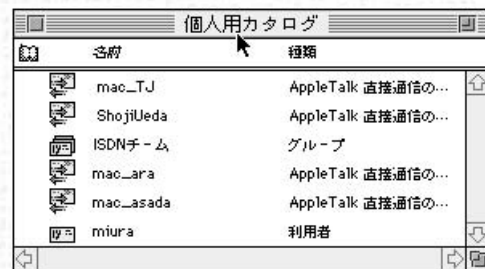 個人用カタログ
名前 種類
mac_TJ AppleTalk 直接通信の…
ShojiUeda AppleTalk 直接通信の…
ISDNチーム グループ
mac_ara AppleTalk 直接通信の…
mac_asada AppleTalk 直接通信の…
miura 利用者